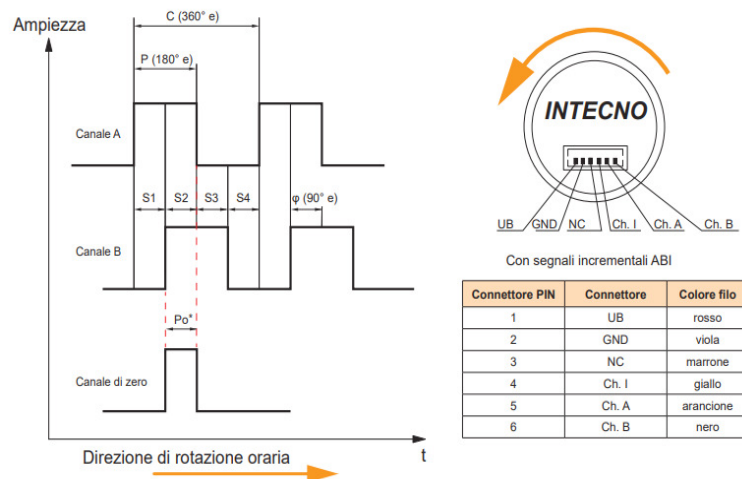 Ampiezza
C (360° e)
P (180° e)
Canale A
S1 S2 S3 S4 φ (90° e)
Canale B
Po*
Canale di zero
t
Direzione di rotazione oraria
INTECNO
UB GND NC Ch. I Ch. A Ch. B
Con segnali incrementali ABI
Connettore PIN Connettore Colore filo
1 UB rosso
2 GND viola
3 NC marrone
4 Ch. I giallo
5 Ch. A arancione
6 Ch. B nero